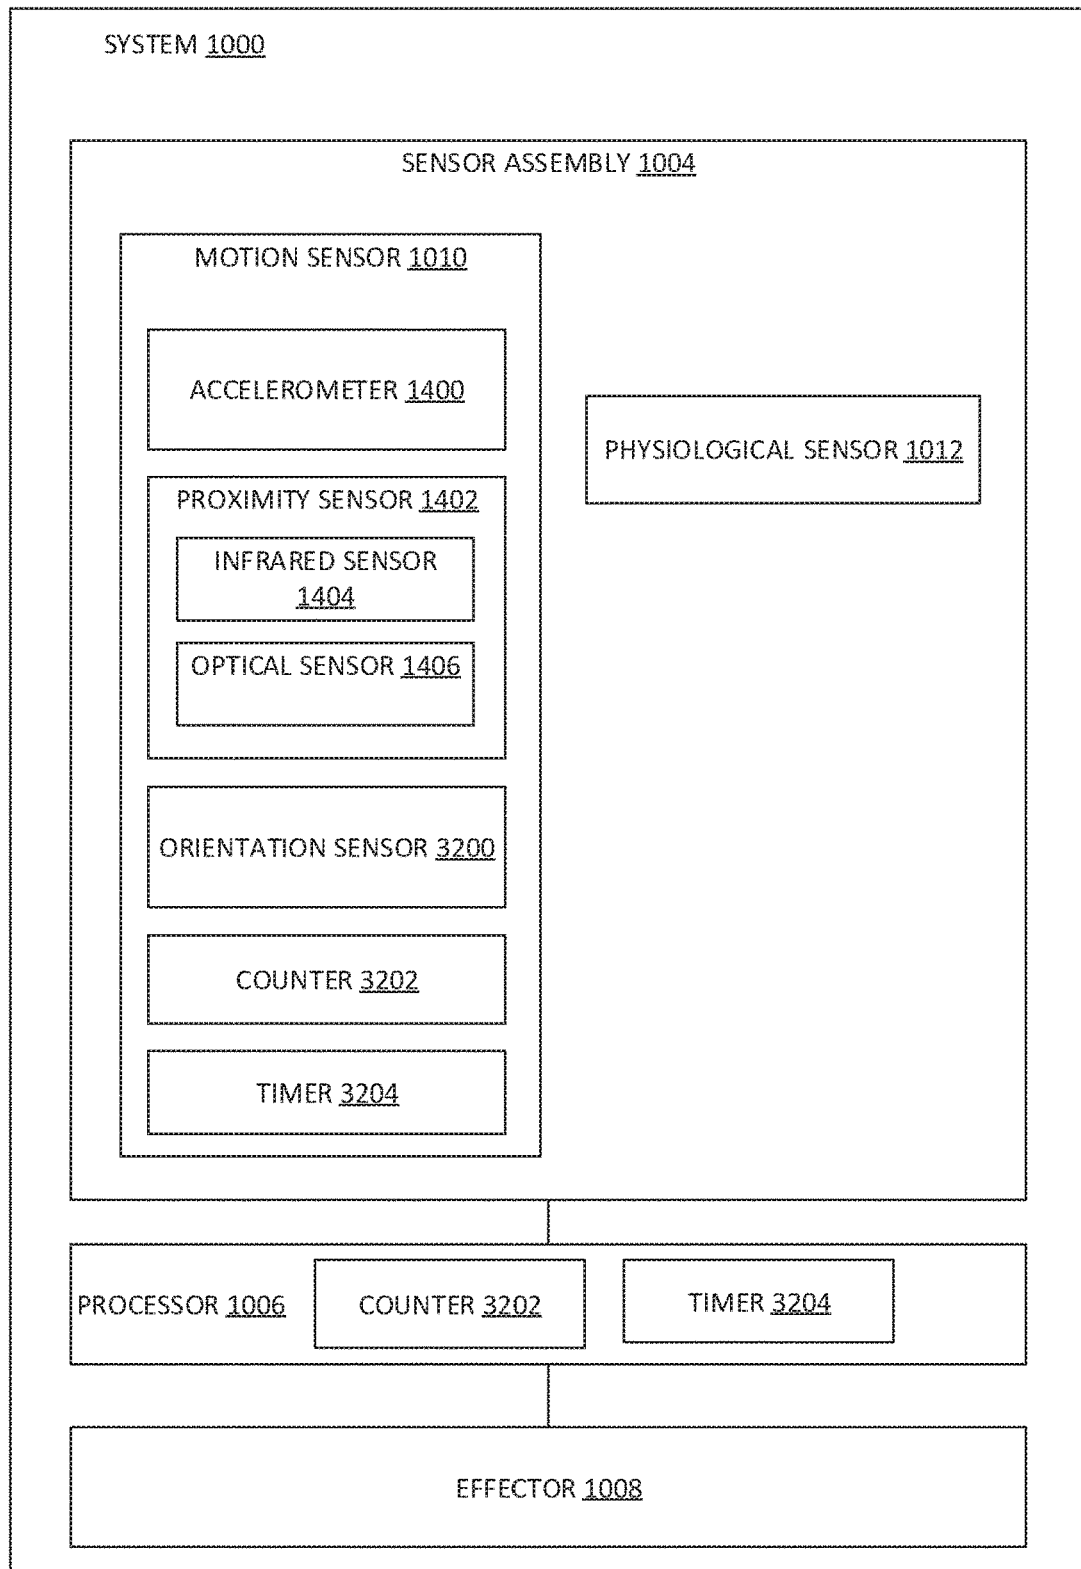 SYSTEM 1000
SENSOR ASSEMBLY 1004
MOTION SENSOR 1010
ACCELEROMETER 1400
PHYSIOLOGICAL SENSOR 1012
PROXIMITY SENSOR 1402
INFRARED SENSOR
1404
OPTICAL SENSOR 1406
ORIENTATION SENSOR 3200
COUNTER 3202
TIMER 3204
PROCESSOR 1006
COUNTER 3202
TIMER 3204
EFFECTOR 1008